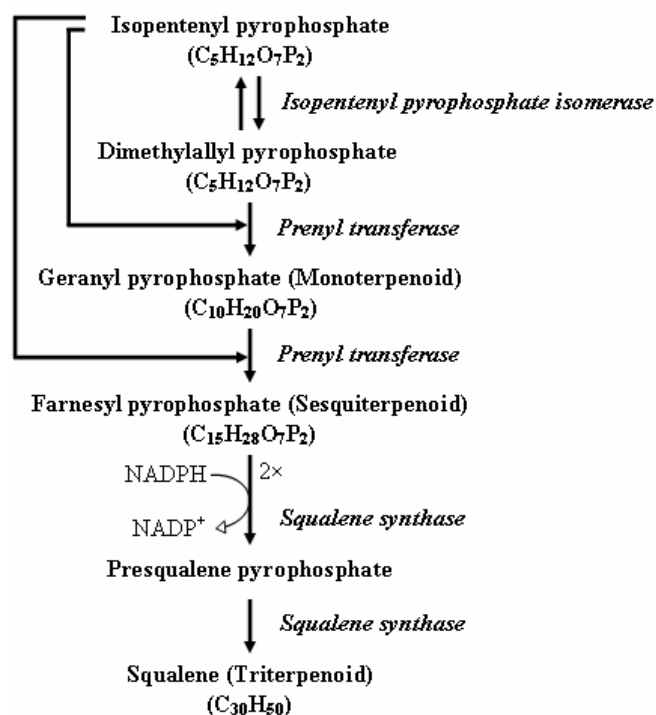 Isopentenyl pyrophosphate
(C₅H₁₂O₇P₂)
Isopentenyl pyrophosphate isomerase
Dimethylallyl pyrophosphate
(C₅H₁₂O₇P₂)
Prenyl transferase
Geranyl pyrophosphate (Monoterpenoid)
(C₁₀H₂₀O₇P₂)
Prenyl transferase
Farnesyl pyrophosphate (Sesquiterpenoid)
(C₁₅H₂₈O₇P₂)
NADPH 2×
NADP⁺ Squalene synthase
Presqualene pyrophosphate
Squalene synthase
Squalene (Triterpenoid)
(C₃₀H₅₀)